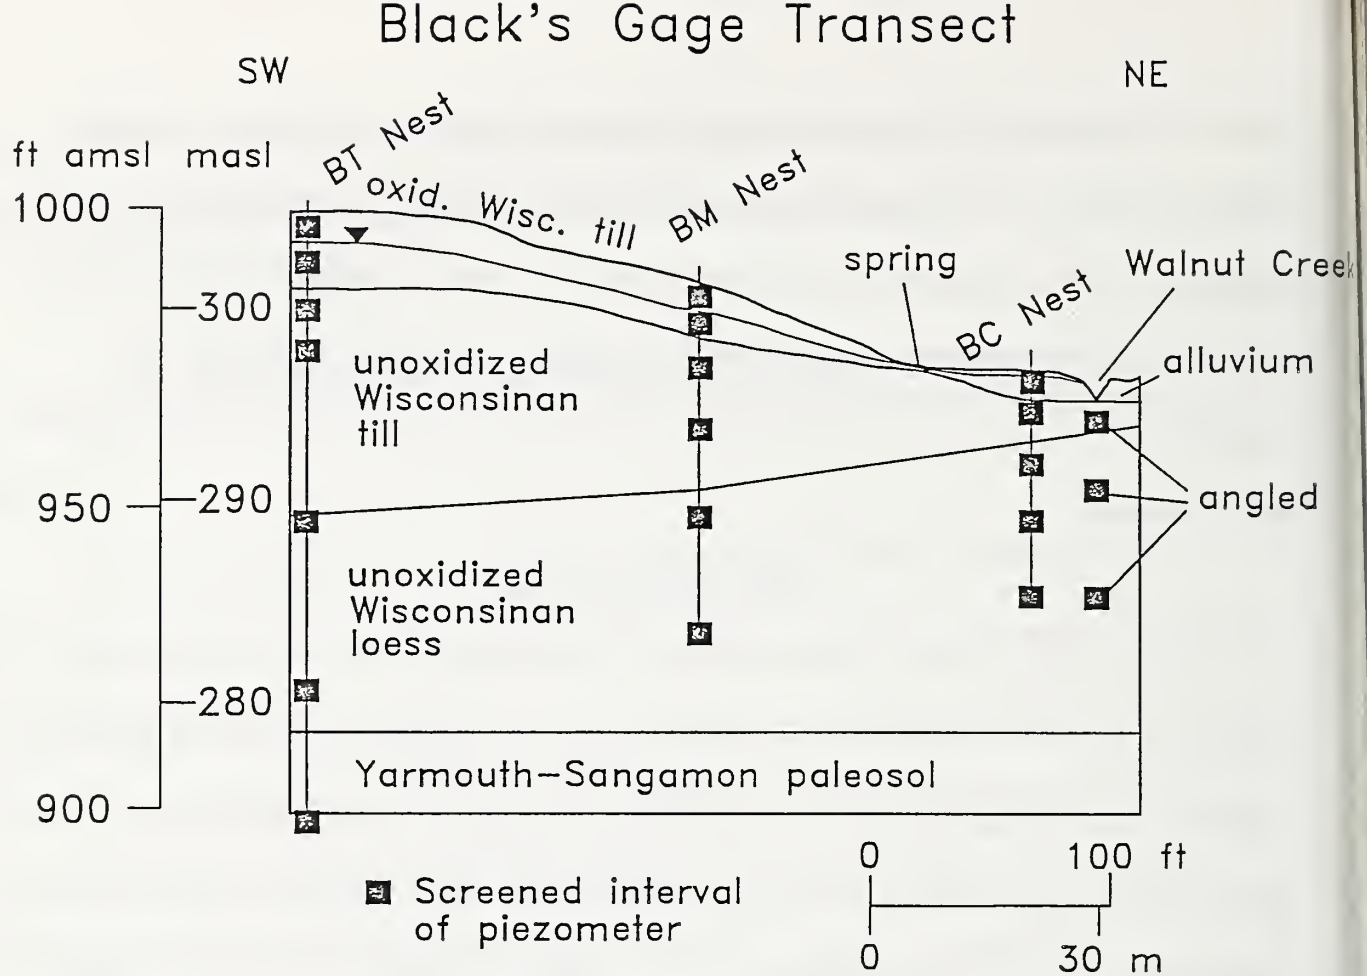 Black's Gage Transect
SW
NE
ft amsl masl
BT Nest
oxid. Wisc. till
BM Nest
1000
spring
Walnut Creek
300
BC Nest
alluvium
unoxidized
Wisconsinan
till
950
290
angled
unoxidized
Wisconsinan
loess
280
Yarmouth-Sangamon paleosol
900
0
100 ft
Screened interval
of piezometer
0
30 m